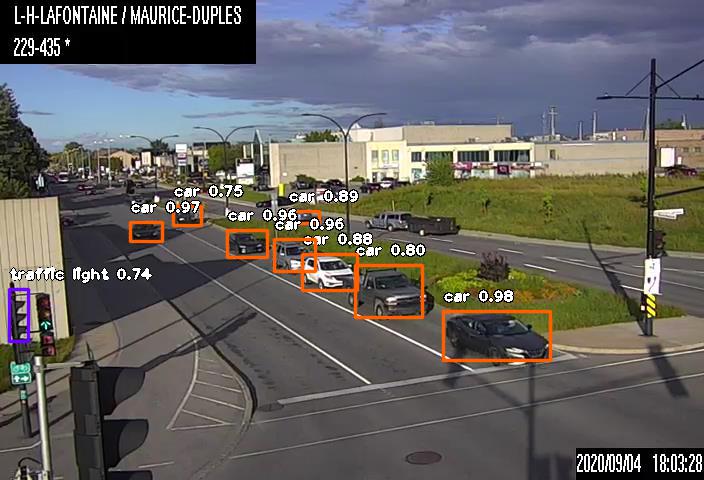 L-H-LAFONTAINE / MAURICE-DUPLES
229-435 *
car 0.75
car 0.89
car 0.97
car 0.96
car 0.96
car 0.88
car 0.80
traffic light 0.74
car 0.98
2020/09/04 18:03:28